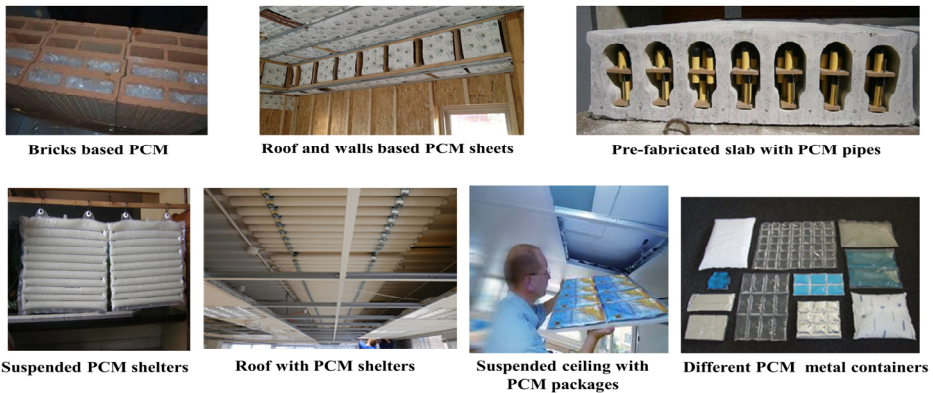 Bricks based PCM
Roof and walls based PCM sheets
Pre-fabricated slab with PCM pipes
Suspended PCM shelters
Roof with PCM shelters
Suspended ceiling with
PCM packages
Different PCM metal containers